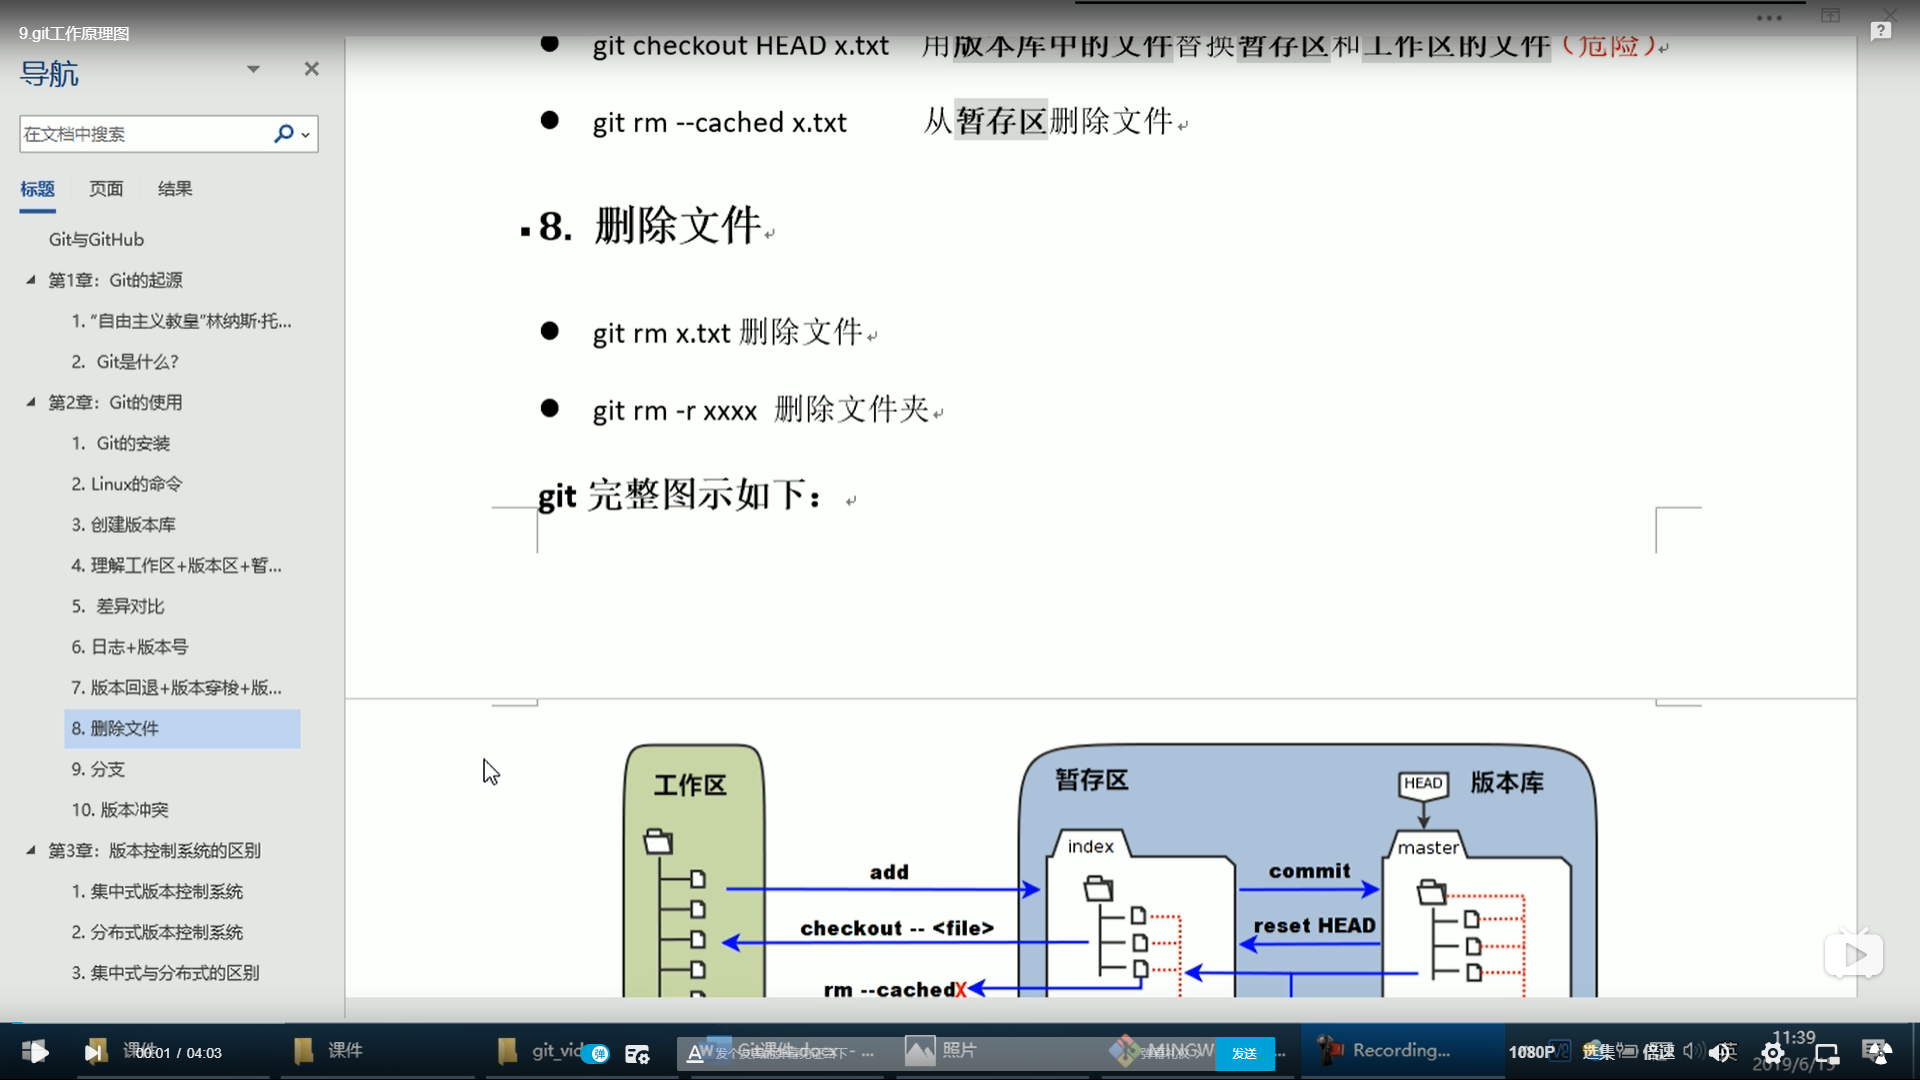 9.git工作原理图
导航
在文档中搜索
标题 页面 结果
Git与GitHub
第1章：Git的起源
1. “自由主义教皇”林纳斯·托...
2. Git是什么?
第2章：Git的使用
1. Git的安装
2. Linux的命令
3. 创建版本库
4. 理解工作区+版本区+暂...
5. 差异对比
6. 日志+版本号
7. 版本回退+版本穿梭+版...
8. 删除文件
9. 分支
10. 版本冲突
第3章：版本控制系统的区别
1. 集中式版本控制系统
2. 分布式版本控制系统
3. 集中式与分布式的区别
● git checkout HEAD x.txt 用版本库中的文件替换暂存区和工作区的文件（危险）
● git rm --cached x.txt 从暂存区删除文件
8. 删除文件
● git rm x.txt 删除文件
● git rm -r xxxx 删除文件夹
git 完整图示如下：
工作区
暂存区
HEAD 版本库
index
master
add
commit
checkout -- <file>
reset HEAD
rm --cached X
00:01 / 04:03
课件
git_vid
弹
照片
MINGW
发送
Recording...
1080P
选集
倍速
英
11:39